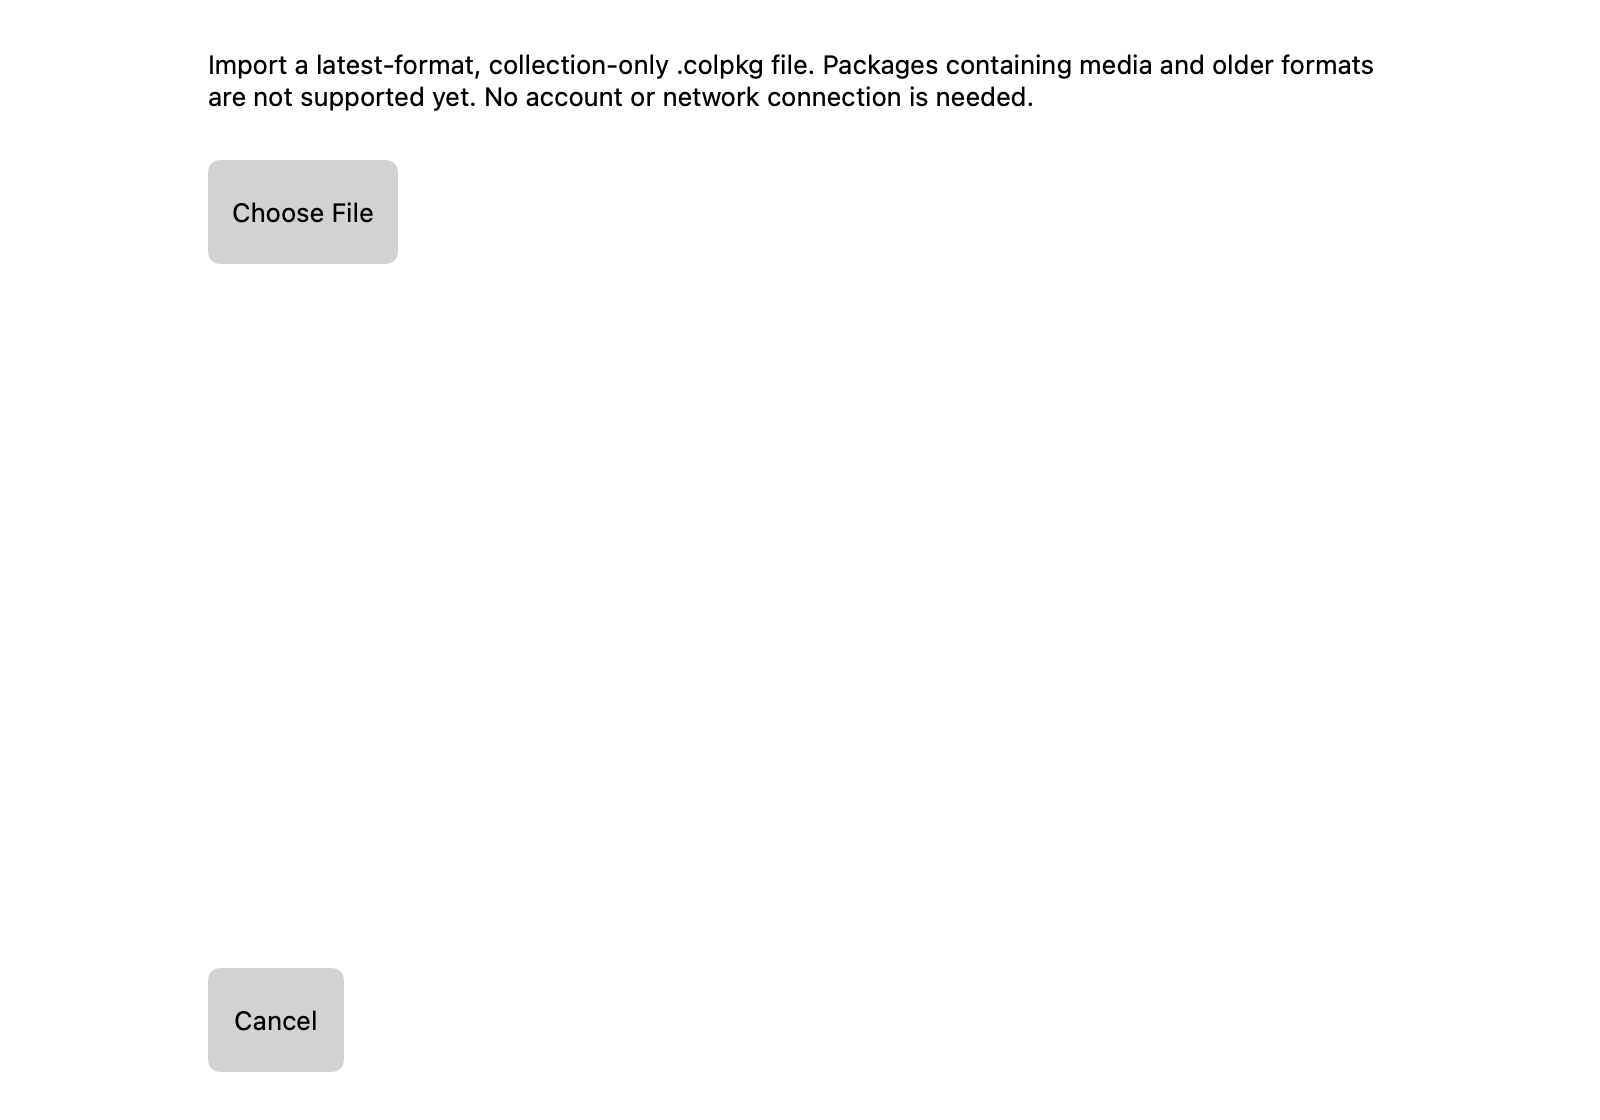 Import a latest-format, collection-only .colpkg file. Packages containing media and older formats
are not supported yet. No account or network connection is needed.
Choose File
Cancel